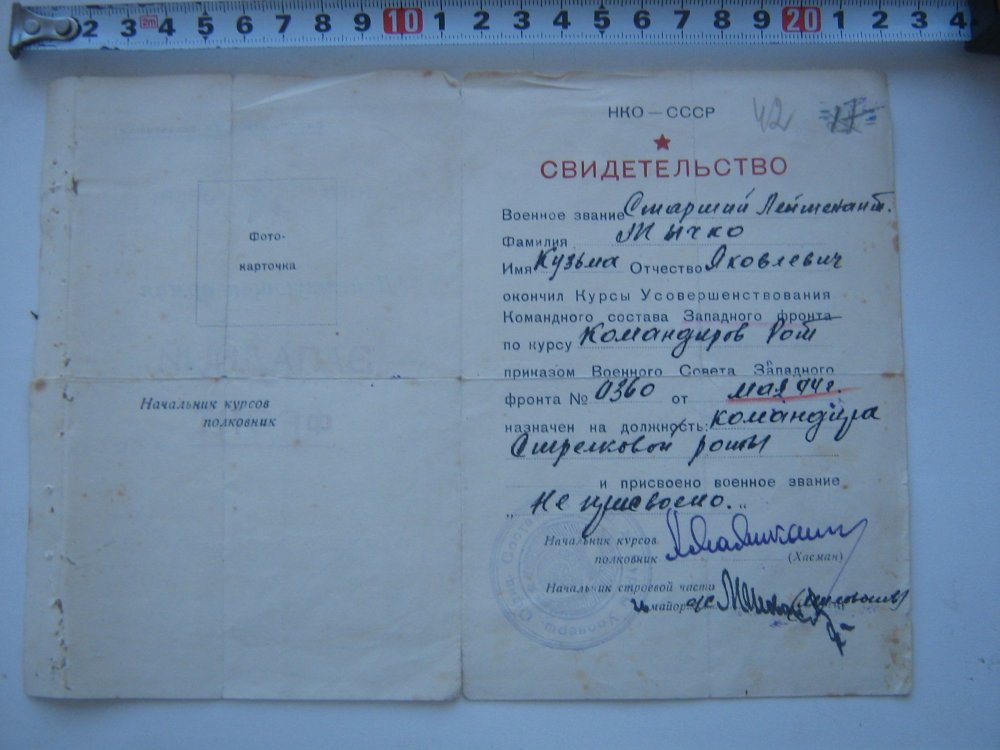 2 3 2m 4 5 6 7 8 9 10 1 2 3 4 5 6 7 8 9 20 1 2 3 4
Фото-
карточка
Начальник курсов
полковник
НКО — СССР
42
17
СВИДЕТЕЛЬСТВО
Военное звание Старший Лейтенант.
Фамилия Тычко
Имя Кузьма Отчество Яковлевич
окончил Курсы Усовершенствования
Командного состава Западного фронта
по курсу Командиров Рот
приказом Военного Совета Западного
фронта № 0360 от мая 44 г.
назначен на должность: командира
Стрелковой роты
и присвоено военное звание
„ Не присвоено. "
Начальник курсов
полковник (Хасман)
Начальник строевой части
майор